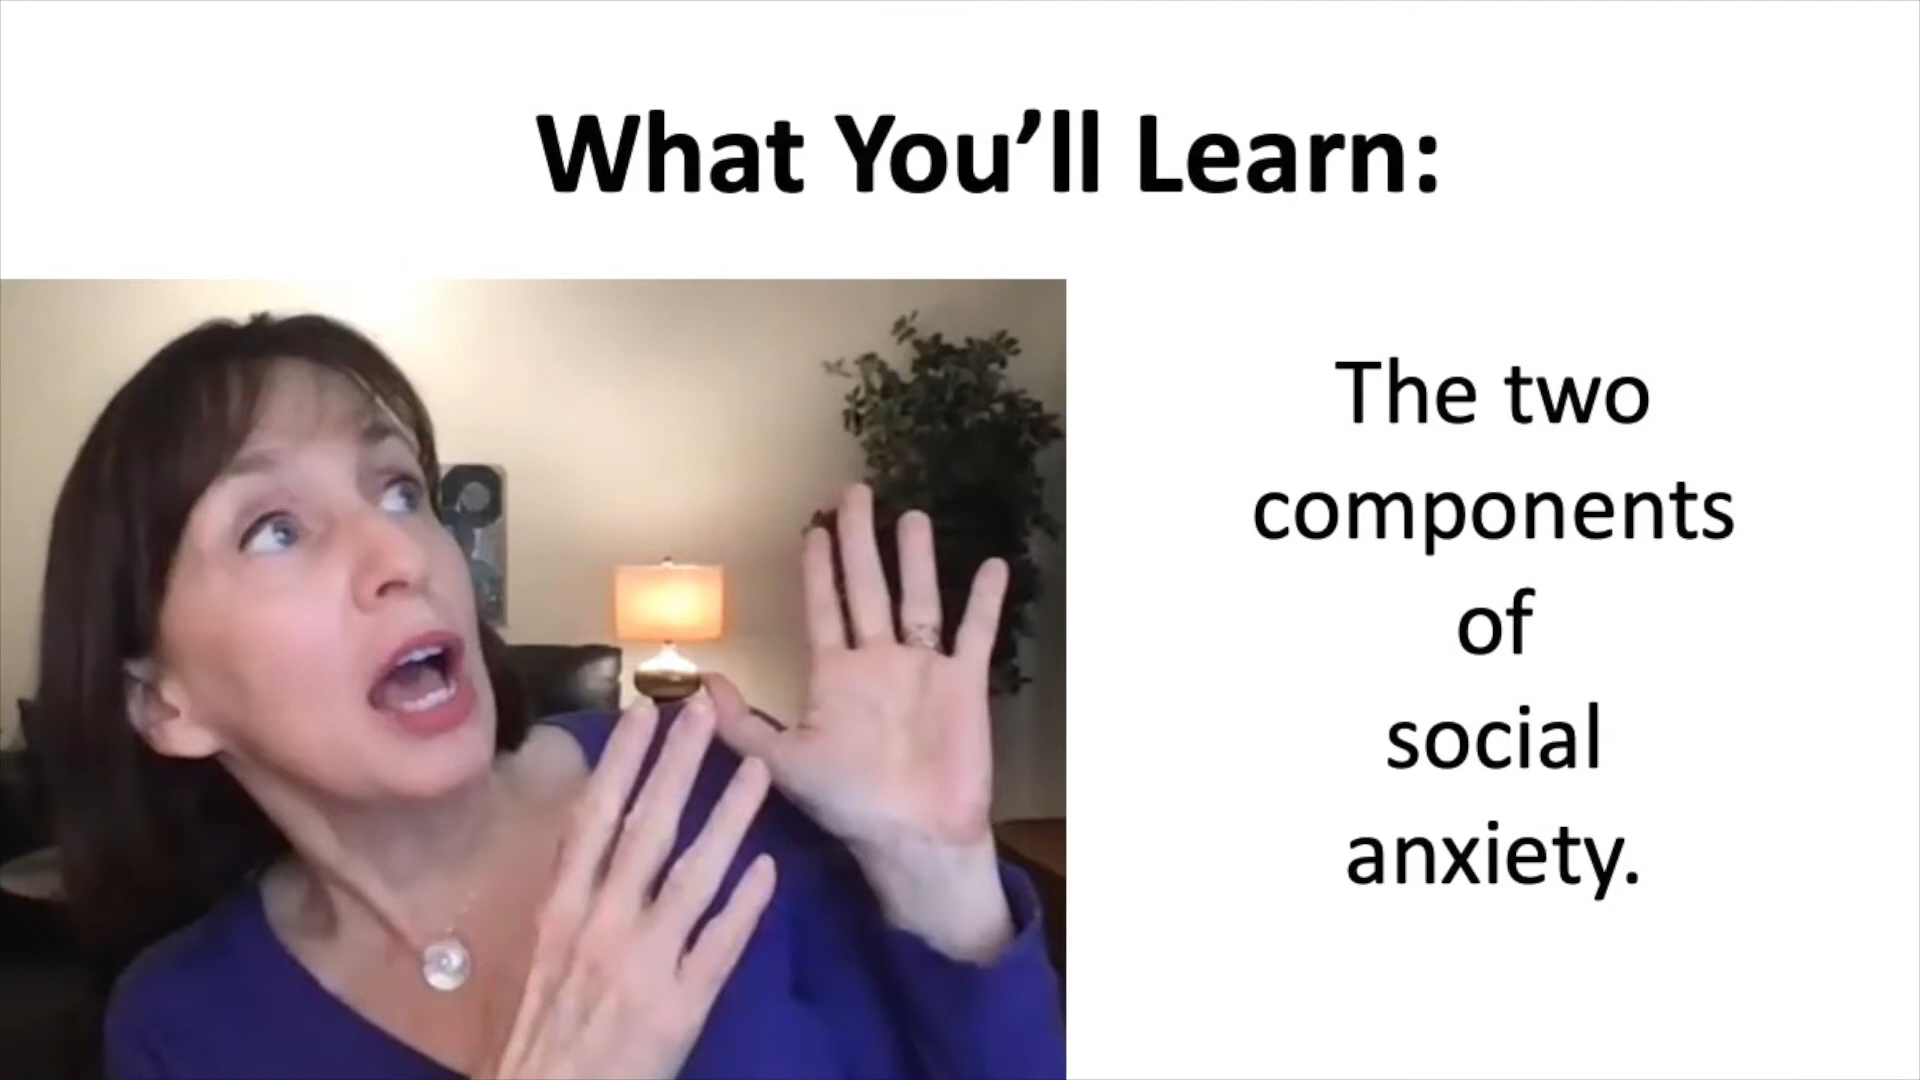 What You’ll Learn:
The two
components
of
social
anxiety.